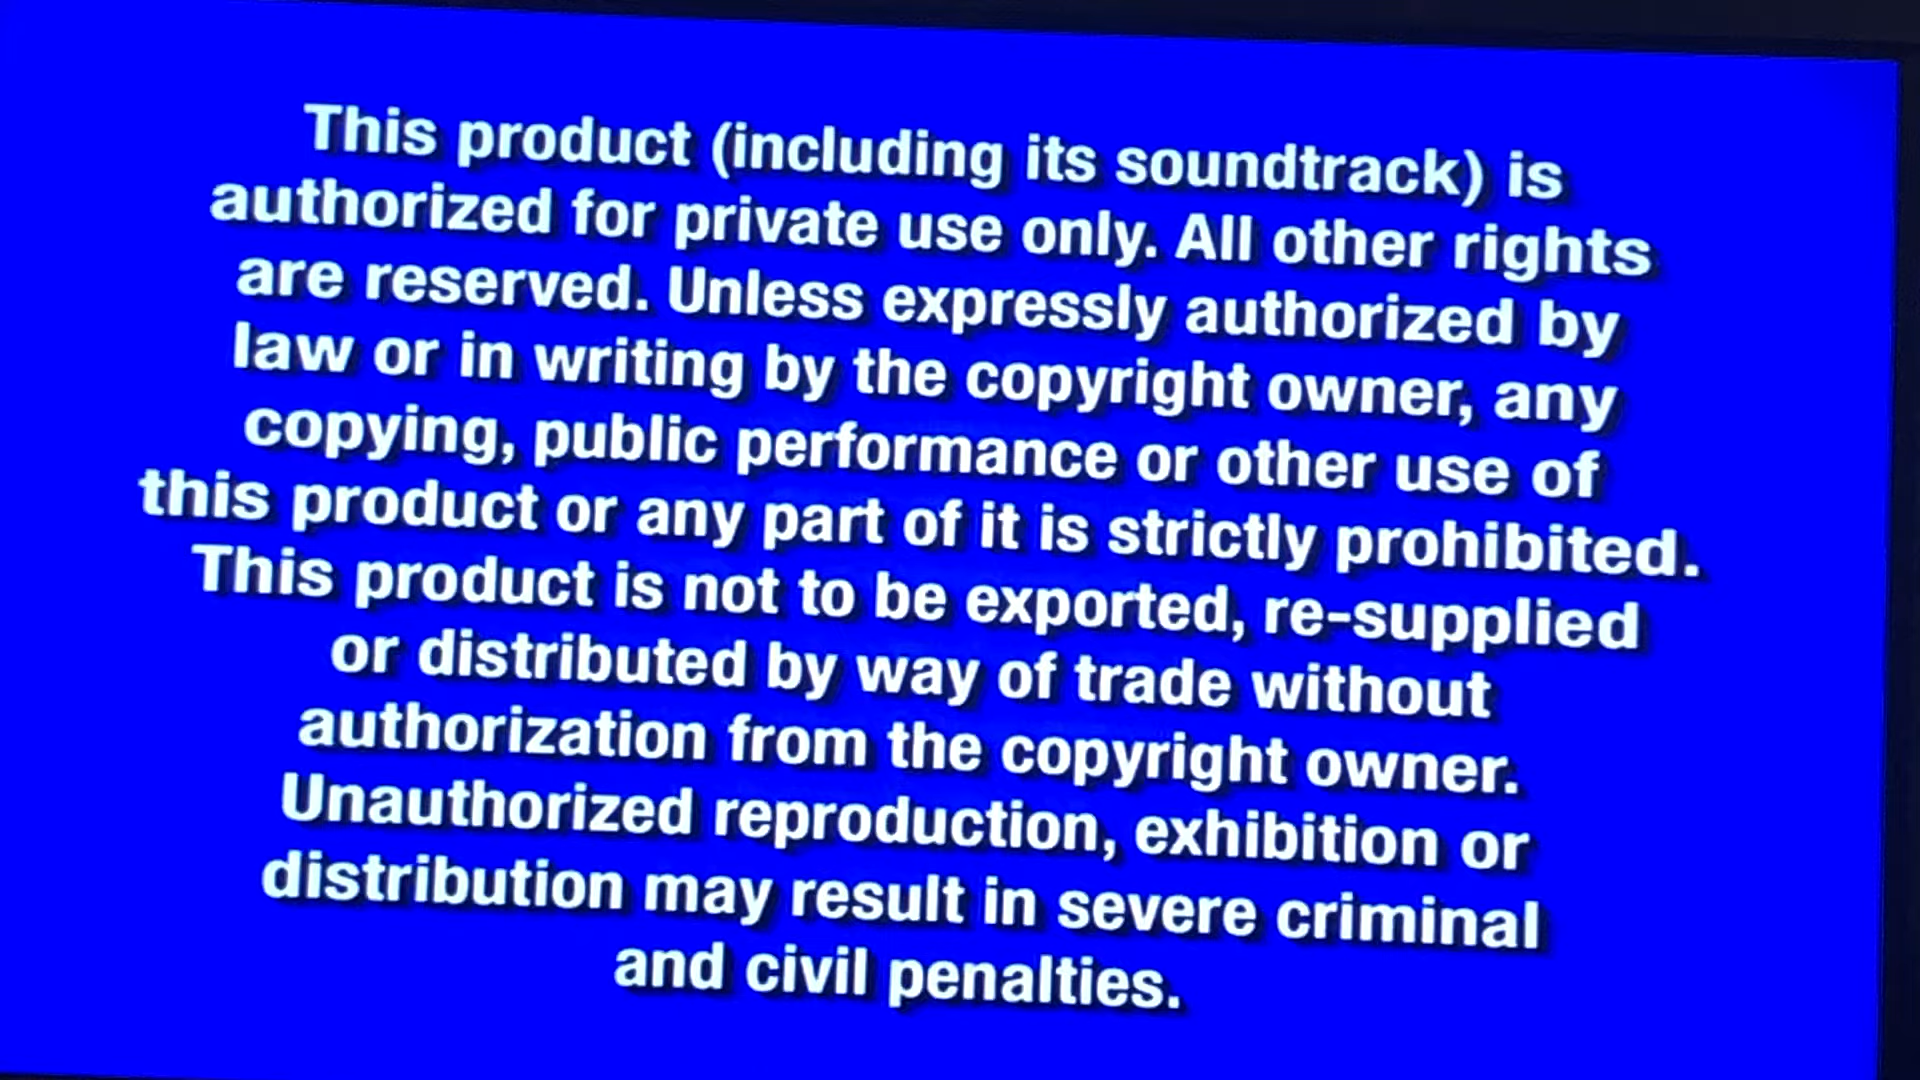 This product (including its soundtrack) is
authorized for private use only. All other rights
are reserved. Unless expressly authorized by
law or in writing by the copyright owner, any
copying, public performance or other use of
this product or any part of it is strictly prohibited.
This product is not to be exported, re-supplied
or distributed by way of trade without
authorization from the copyright owner.
Unauthorized reproduction, exhibition or
distribution may result in severe criminal
and civil penalties.